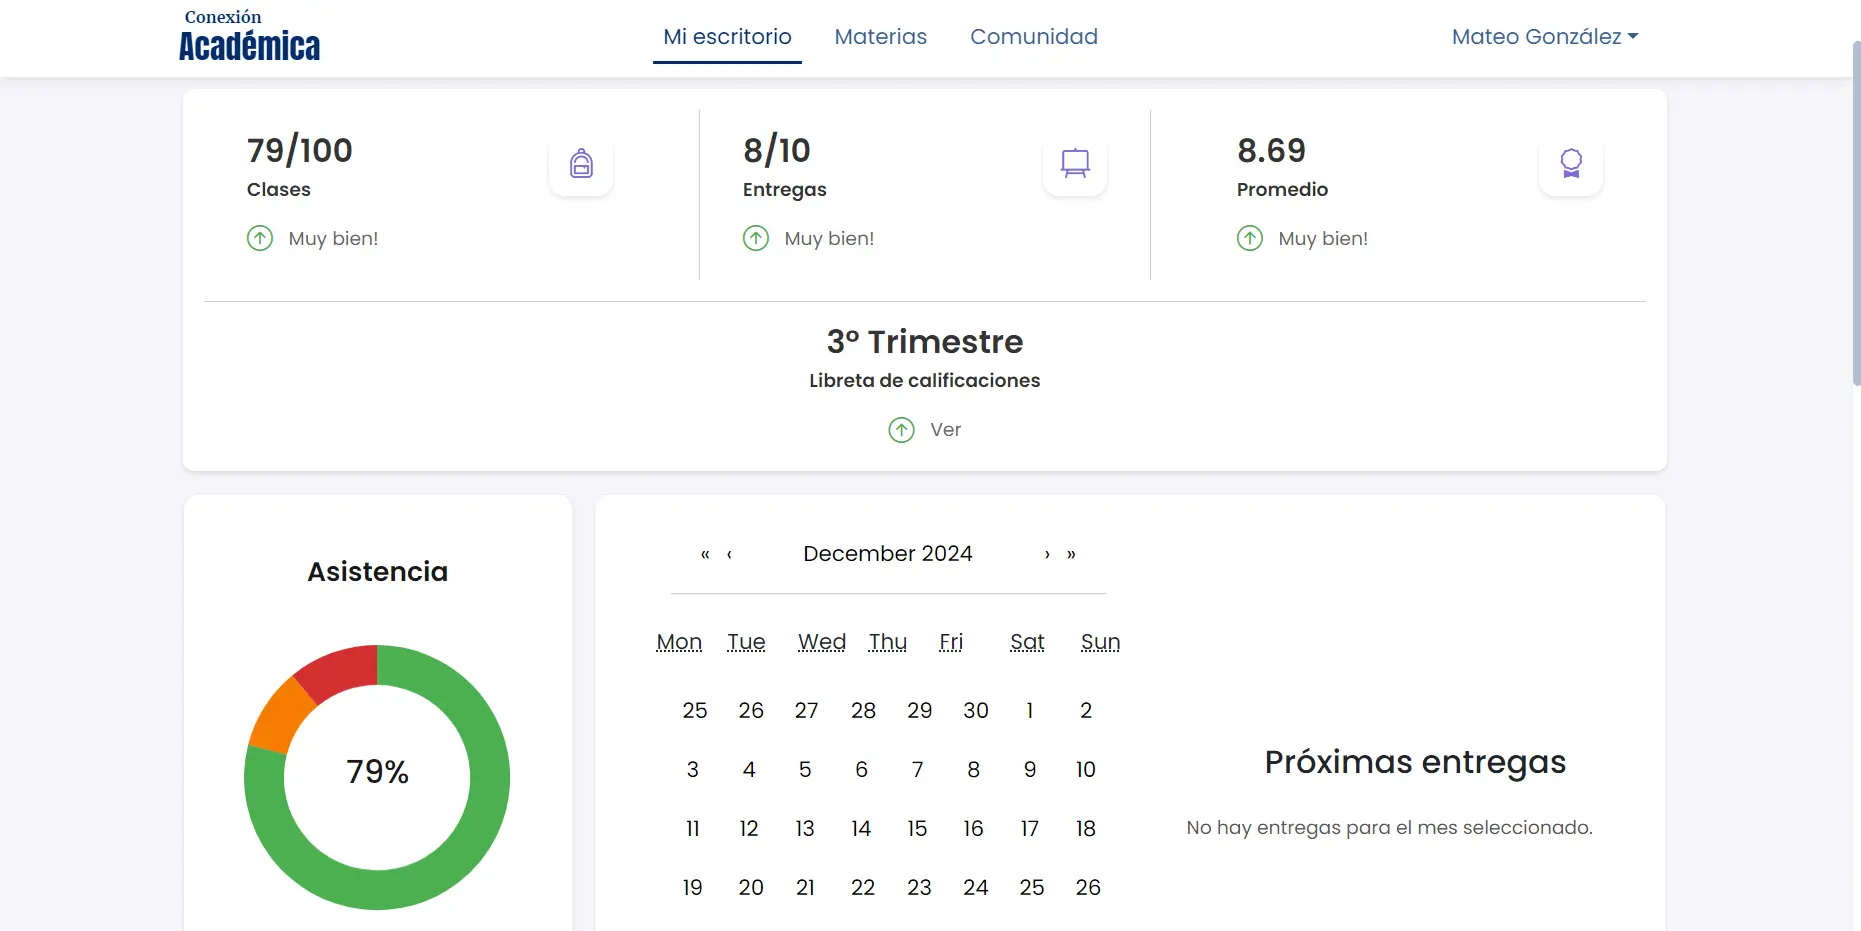 Conexión
Académica
Mi escritorio
Materias
Comunidad
Mateo González
79/100
Clases
Muy bien!
8/10
Entregas
Muy bien!
8.69
Promedio
Muy bien!
3° Trimestre
Libreta de calificaciones
Ver
Asistencia
79%
« ‹ December 2024 › »
Mon Tue Wed Thu Fri Sat Sun
25 26 27 28 29 30 1 2
3 4 5 6 7 8 9 10
11 12 13 14 15 16 17 18
19 20 21 22 23 24 25 26
Próximas entregas
No hay entregas para el mes seleccionado.